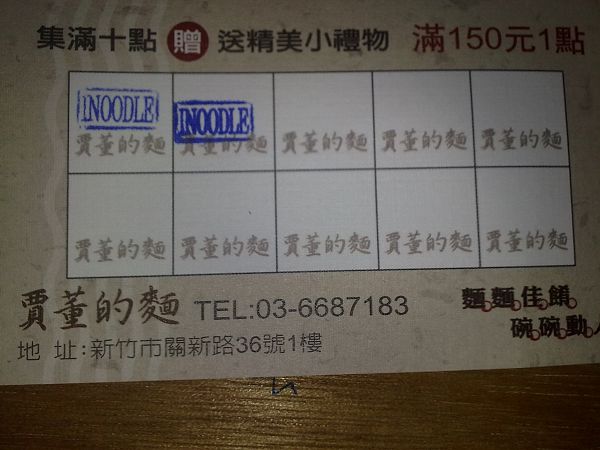 集滿十點 贈 送精美小禮物 滿150元1點
INOODLE INOODLE
賈董的麵 賈董的麵 賈董的麵 賈董的麵 賈董的麵
賈董的麵 賈董的麵 賈董的麵 賈董的麵 賈董的麵
賈董的麵 TEL:03-6687183
麵麵佳餚
碗碗動人
地 址:新竹市關新路36號1樓